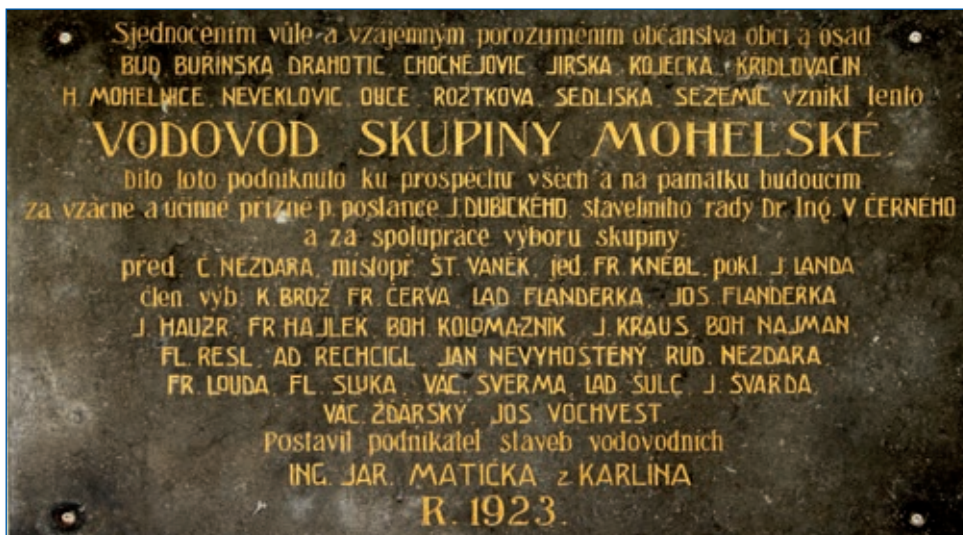 Sjednocením vůle a vzájemným porozuměním občanstva obcí a osad
BUD, BURINSKA DRAHOTIC, CHOCNĚJOVIC, JIRSKA, KOJECKA, KŘIDLOVACIN
H. MOHELNICE, NEVEKLOVIC, OUJCE, ROZTKOVA, SEDLISKA, SEZEMIC, vznikl tento
VODOVOD SKUPINY MOHELSKÉ.
Dílo toto podniknuto ku prospěchu všech a na památku budoucím
za vzácné a účinné přízně p. poslance J. DUBICKÉHO, stavebního rady Dr. Ing. V. ČERNÉHO
a za spolupráce výboru skupiny:
před. Č. NEZDARA, místopř. ŠT. VANĚK, jed. FR. KNĚBL, pokl. J. LANDA
člen. výb. K. BROŽ, FR. ČERVA, LAD. FLANDERKA, JOS. FLANDERKA,
J. HAUZR, FR. HAJLEK, BOH. KOLOMAZNIK, J. KRAUS, BOH. NAJMAN,
FL. RESL, AD. RECHCIGL, JAN NEVYHOSTĚNÝ, RUD. NEZDARA
FR. LOUDA, FL. SLUKA, VÁC. ŠVERMA, LAD. ŠULC, J. ŠVARDA,
VÁC. ŽĎÁRSKÝ, JOS. VOCHVEST.
Postavil podnikatel staveb vodovodních
ING. JAR. MATIČKA z KARLÍNA
R. 1923.